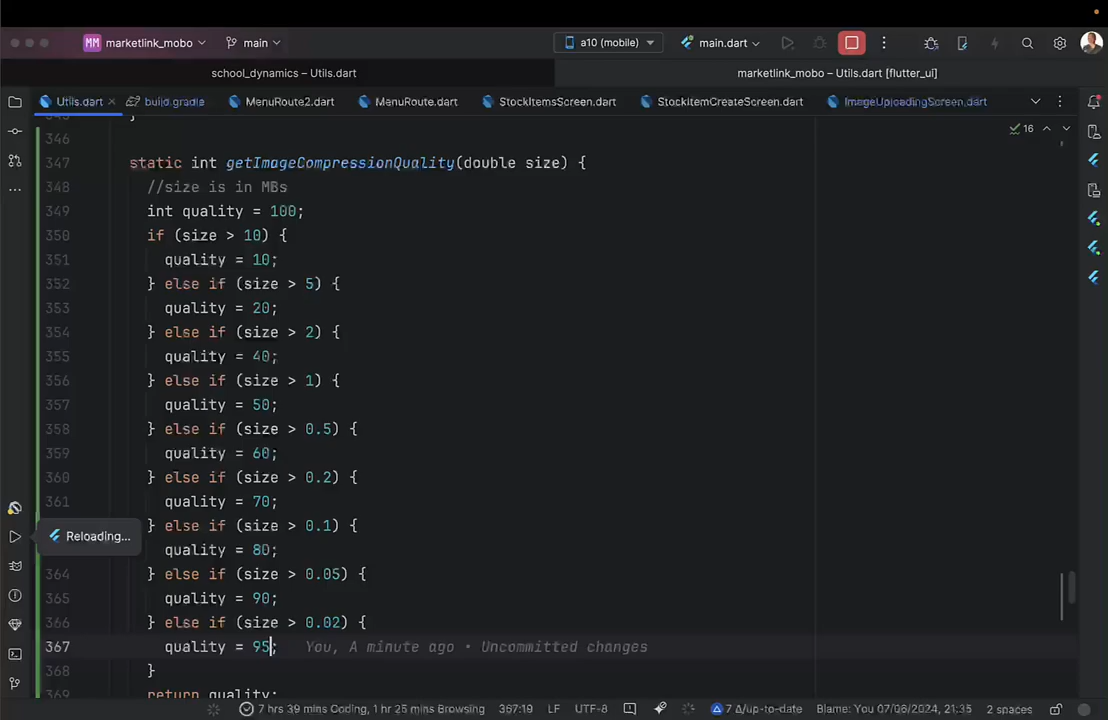 MM marketlink_mobo main a10 (mobile) main.dart
school_dynamics – Utils.dart marketlink_mobo – Utils.dart [flutter_ui]
Utils.dart build.gradle MenuRoute2.dart MenuRoute.dart StockItemsScreen.dart StockItemCreateScreen.dart ImageUploadingScreen.dart
16
346
347 static int getImageCompressionQuality(double size) {
348 //size is in MBs
349 int quality = 100;
350 if (size > 10) {
351 quality = 10;
352 } else if (size > 5) {
353 quality = 20;
354 } else if (size > 2) {
355 quality = 40;
356 } else if (size > 1) {
357 quality = 50;
358 } else if (size > 0.5) {
359 quality = 60;
360 } else if (size > 0.2) {
361 quality = 70;
} else if (size > 0.1) {
Reloading...
quality = 80;
364 } else if (size > 0.05) {
365 quality = 90;
366 } else if (size > 0.02) {
367 quality = 95; You, A minute ago • Uncommitted changes
368 }
369 return quality;
7 hrs 39 mins Coding, 1 hr 25 mins Browsing 367:19 LF UTF-8 7 ∆/up-to-date Blame: You 07/06/2024, 21:35 2 spaces